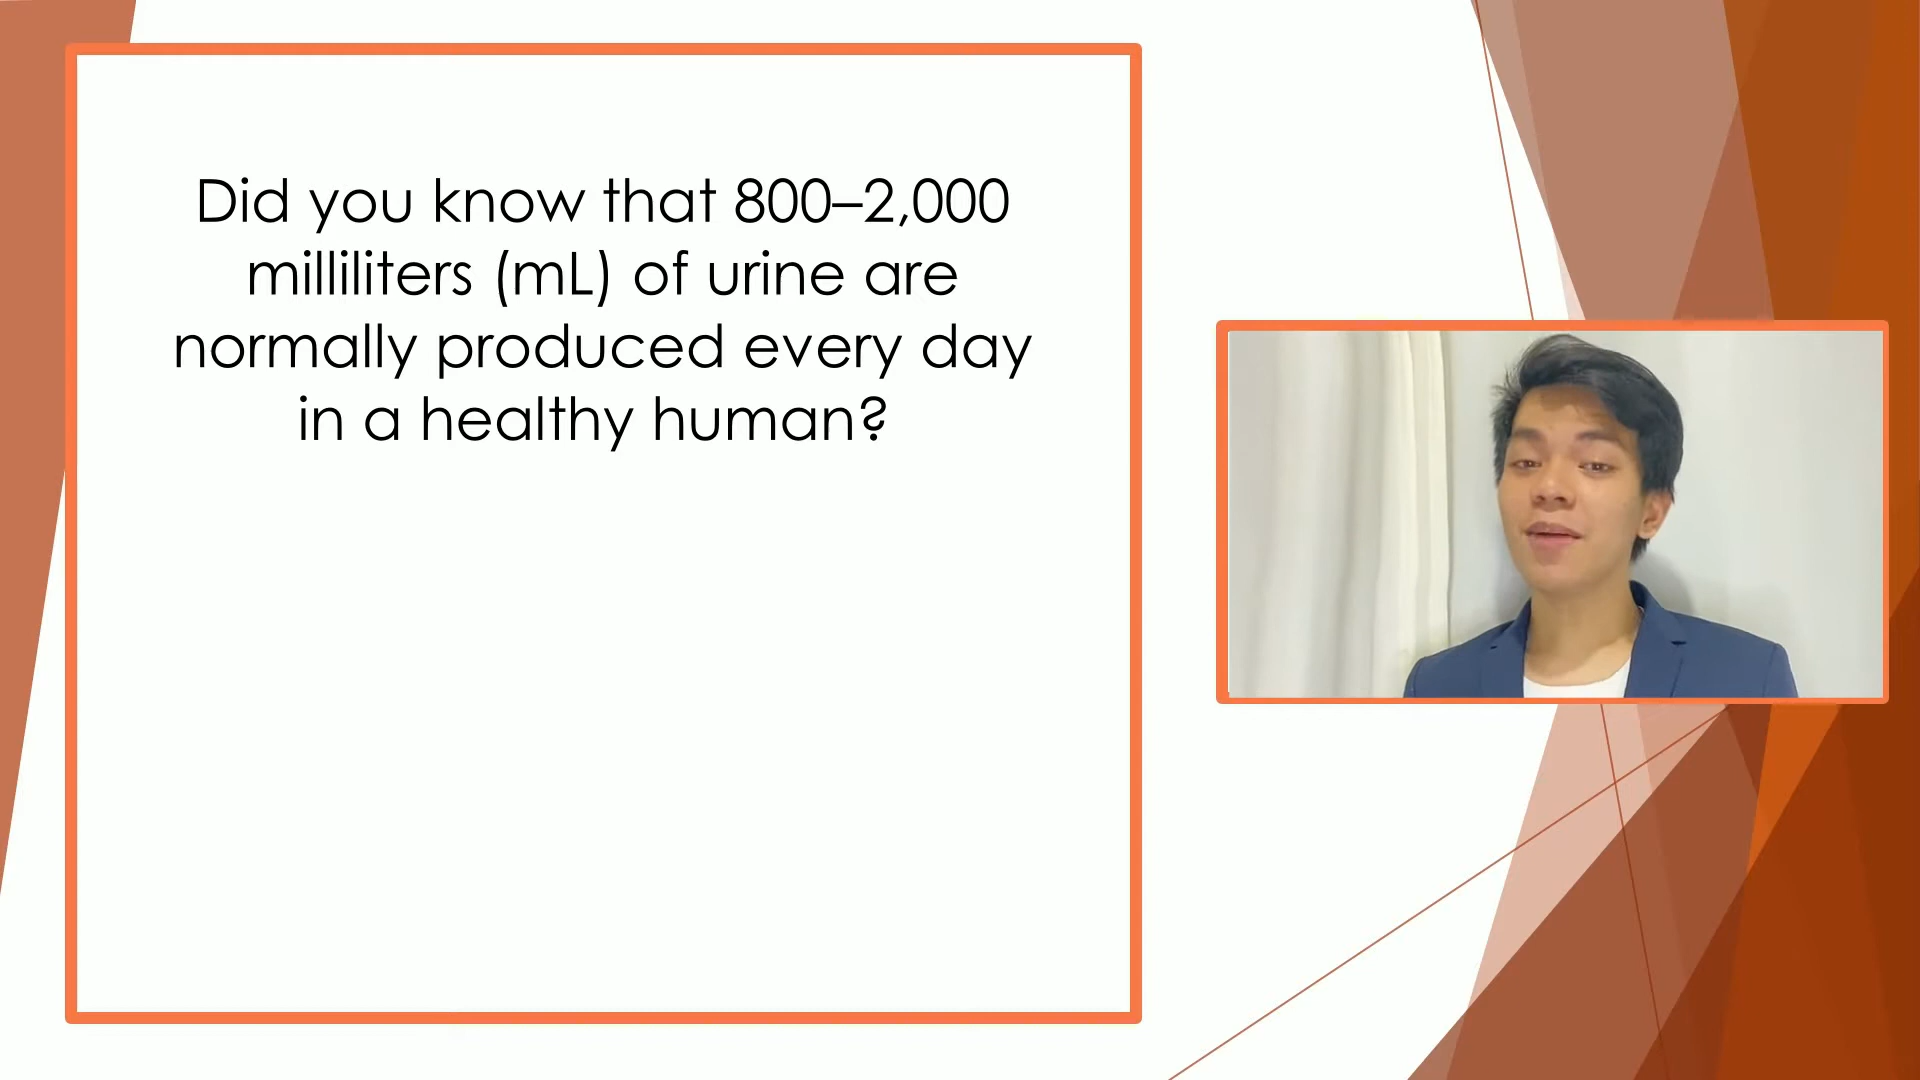 Did you know that 800–2,000
milliliters (mL) of urine are
normally produced every day
in a healthy human?